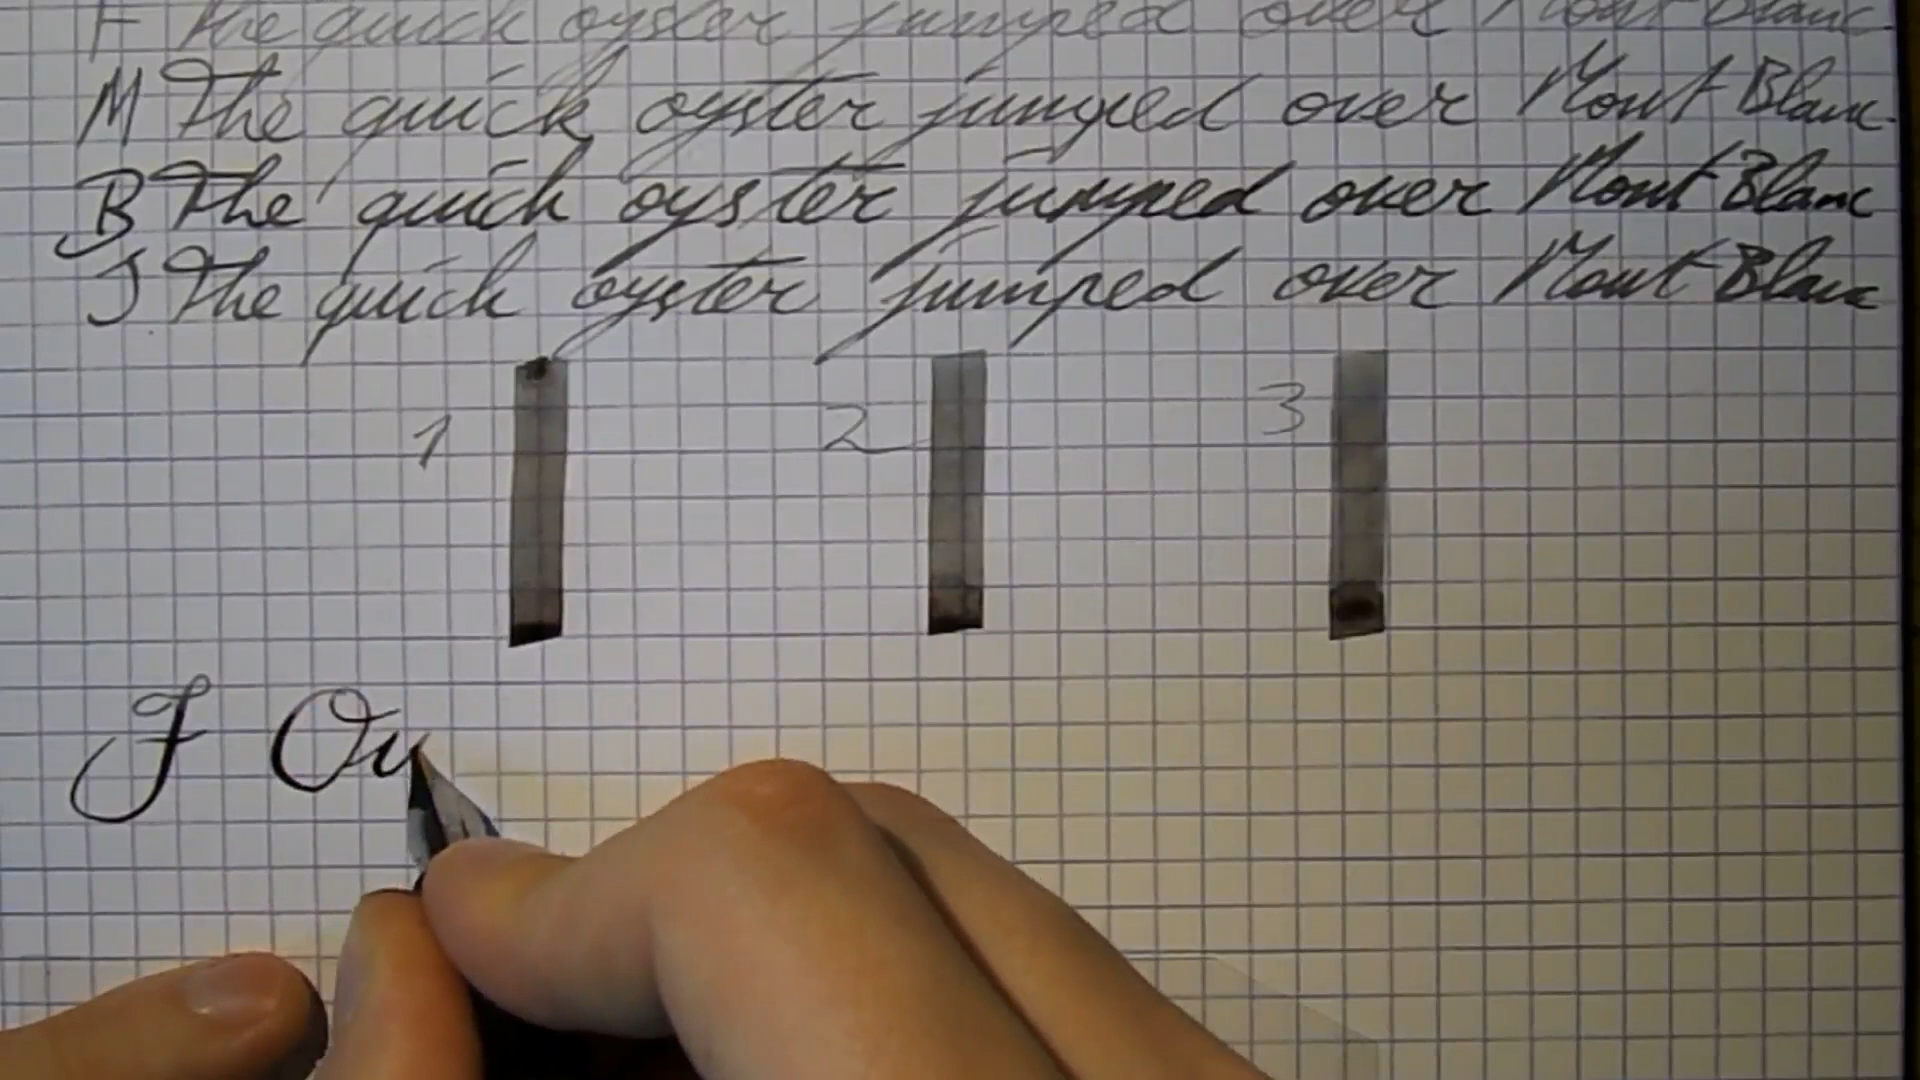 F The quick oyster jumped over Mont Blanc
M The quick oyster jumped over Mont Blanc.
B The quick oyster jumped over Mont Blanc
J The quick oyster jumped over Mont Blanc
1 2 3
F Ou